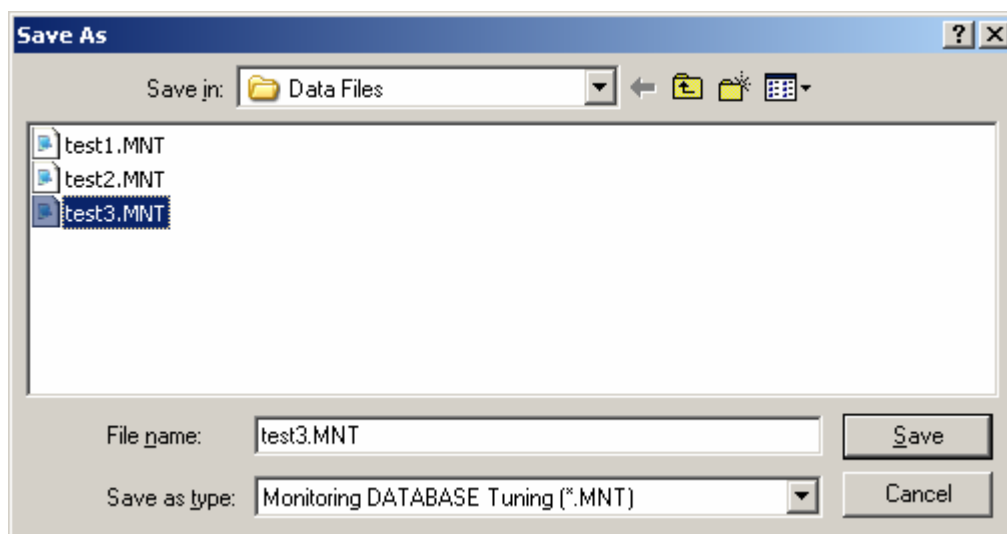 Save As
Save in: Data Files
test1.MNT
test2.MNT
test3.MNT
File name: test3.MNT Save
Save as type: Monitoring DATABASE Tuning (*.MNT) Cancel